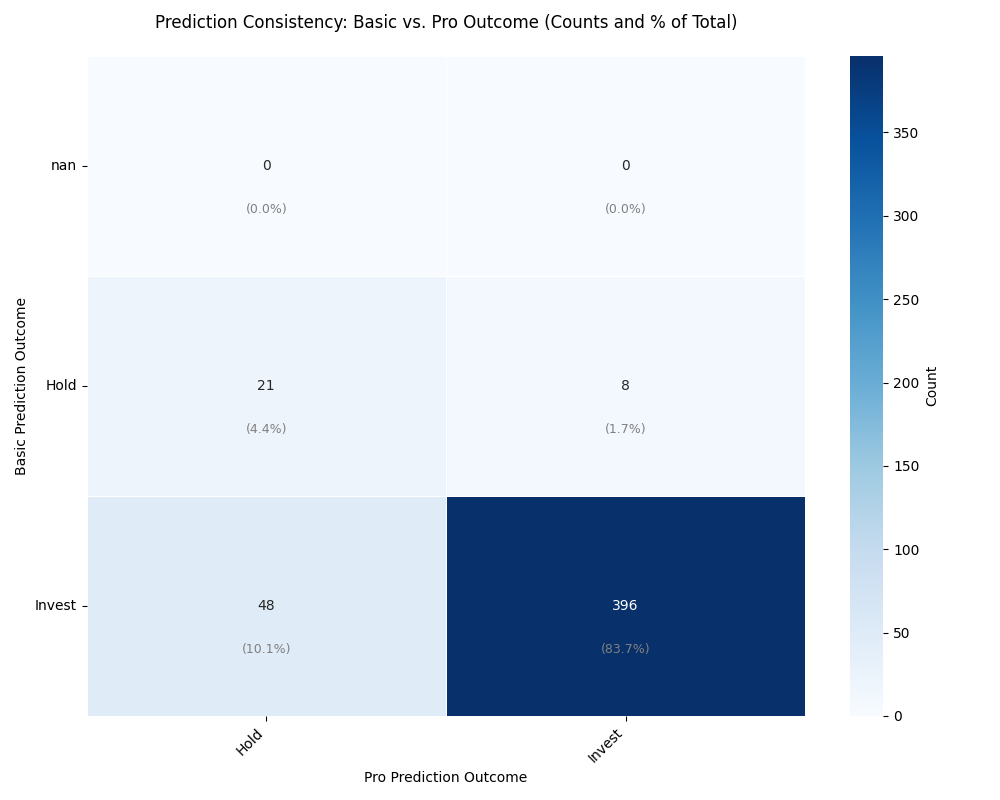 Prediction Consistency: Basic vs. Pro Outcome (Counts and % of Total)
nan
0
0
(0.0%)
(0.0%)
Hold
21
8
(4.4%)
(1.7%)
Invest
48
396
(10.1%)
(83.7%)
Basic Prediction Outcome
Hold
Invest
Pro Prediction Outcome
350
300
250
200
150
100
50
0
Count